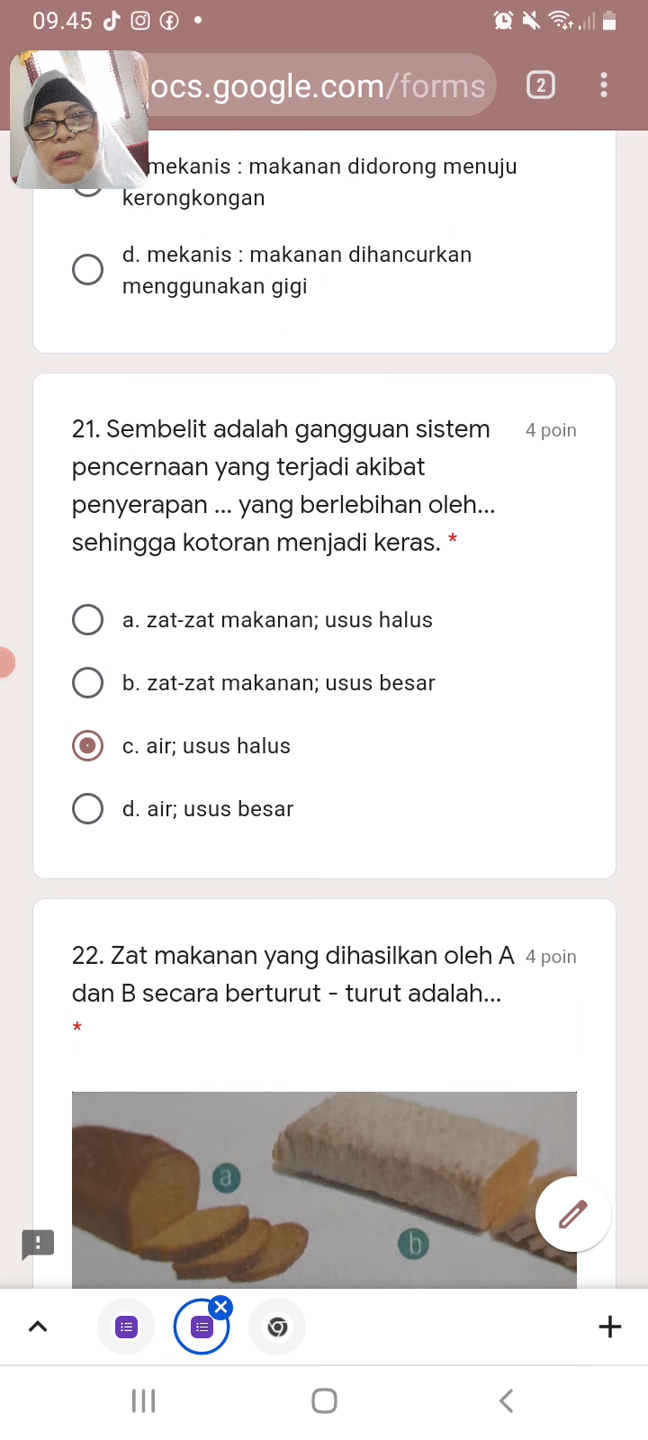 09.45
ocs.google.com/forms
2
mekanis : makanan didorong menuju
kerongkongan
d. mekanis : makanan dihancurkan
menggunakan gigi
21. Sembelit adalah gangguan sistem
4 poin
pencernaan yang terjadi akibat
penyerapan ... yang berlebihan oleh...
sehingga kotoran menjadi keras. *
a. zat-zat makanan; usus halus
b. zat-zat makanan; usus besar
c. air; usus halus
d. air; usus besar
22. Zat makanan yang dihasilkan oleh A
4 poin
dan B secara berturut - turut adalah...
*
a
b